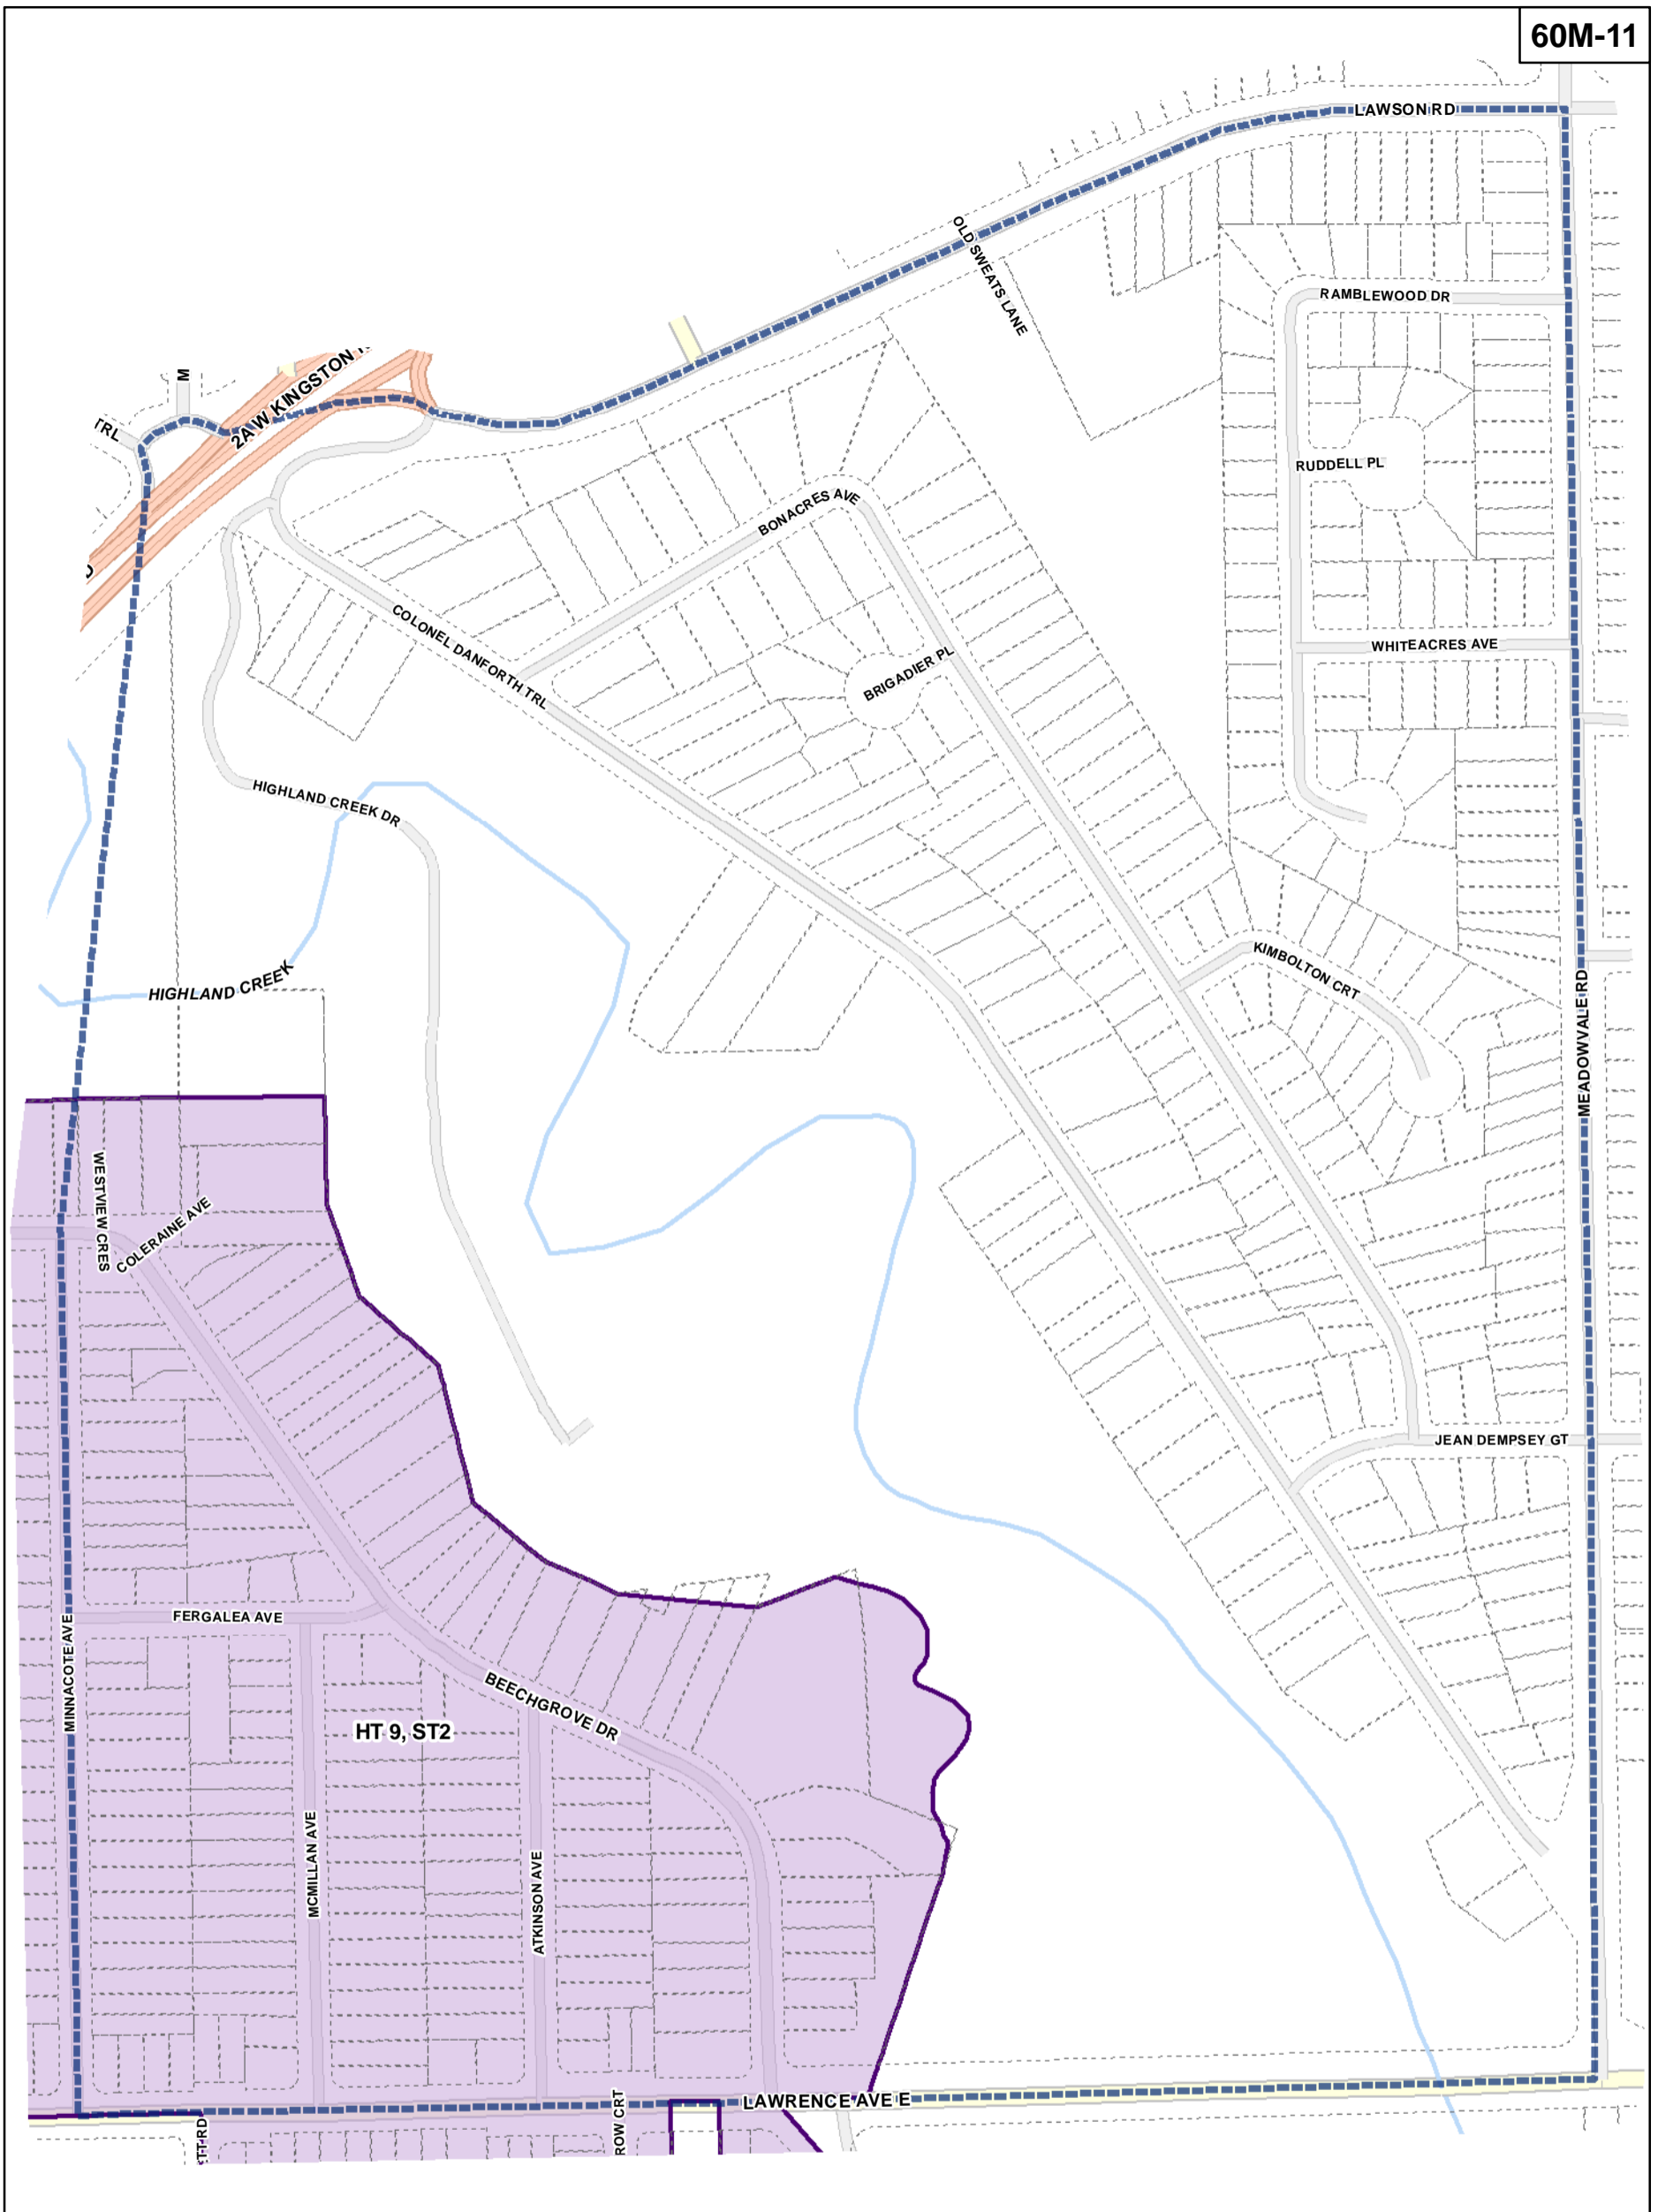 60M-11
LAWSON RD
OLD SWEATS LANE
RAMBLEWOOD DR
M
2A W KINGSTON
TRL
RUDDELL PL
BONACRES AVE
COLONEL DANFORTH TRL
WHITEACRES AVE
BRIGADIER PL
HIGHLAND CREEK DR
KIMBOLTON CRT
HIGHLAND CREEK
MEADOWVALE RD
WESTVIEW CRES
COLERAINE AVE
JEAN DEMPSEY GT
FERGALEA AVE
MINNACOTE AVE
BEECHGROVE DR
HT 9, ST2
MCMILLAN AVE
ATKINSON AVE
LAWRENCE AVE E
TT RD
ROW CRT